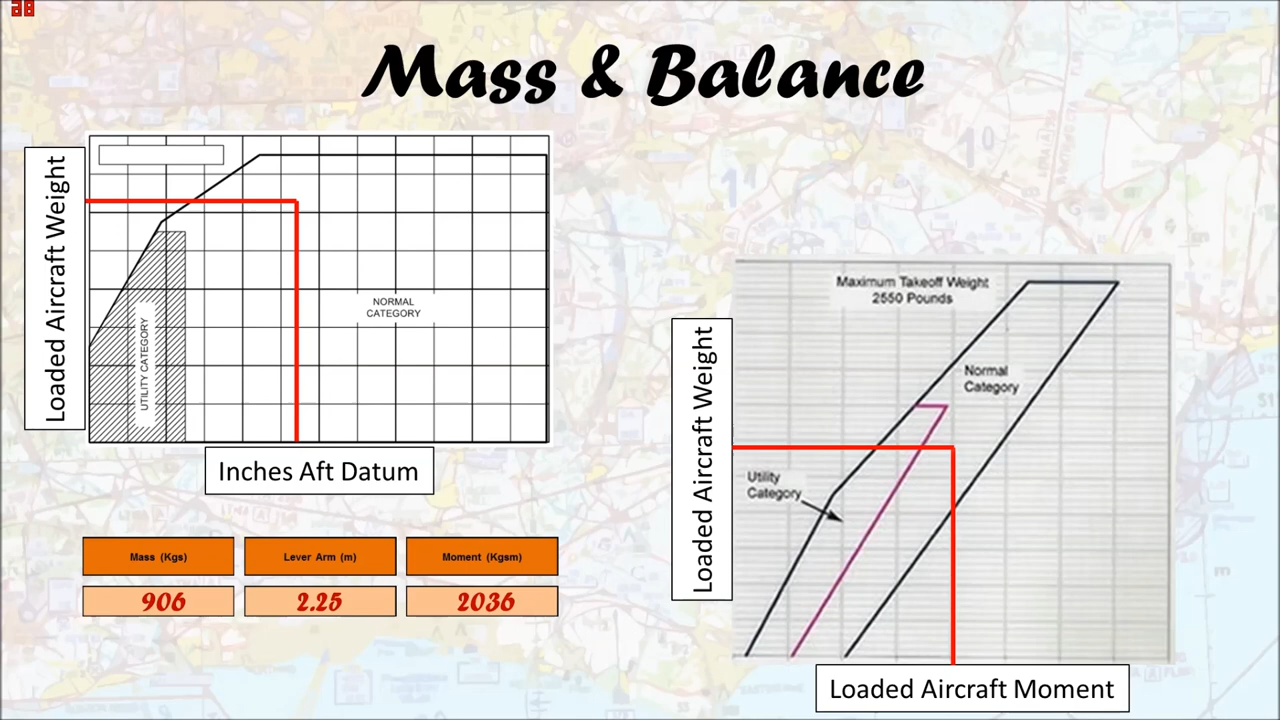 28
Mass & Balance
Loaded Aircraft Weight
UTILITY CATEGORY
NORMAL
CATEGORY
Inches Aft Datum
Mass (Kgs) Lever Arm (m) Moment (Kgsm)
906 2.25 2036
Maximum Takeoff Weight
2550 Pounds
Normal
Category
Loaded Aircraft Weight
Utility
Category
Loaded Aircraft Moment